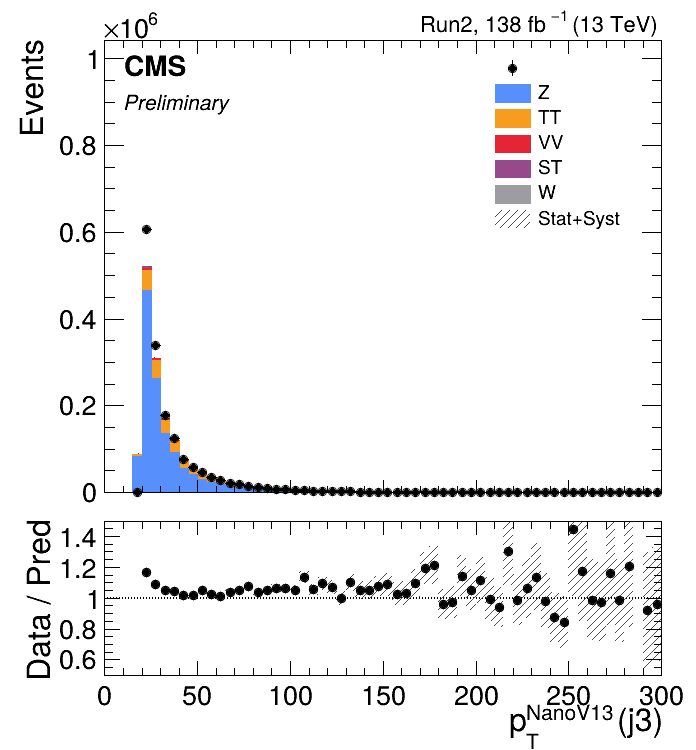 ×10⁶
Run2, 138 fb⁻¹ (13 TeV)
Events
CMS
Preliminary
Z
TT
VV
ST
W
Stat+Syst
1
0.8
0.6
0.4
0.2
0
Data / Pred
1.4
1.2
1
0.8
0.6
0 50 100 150 200 250 300
p_T^NanoV13 (j3)